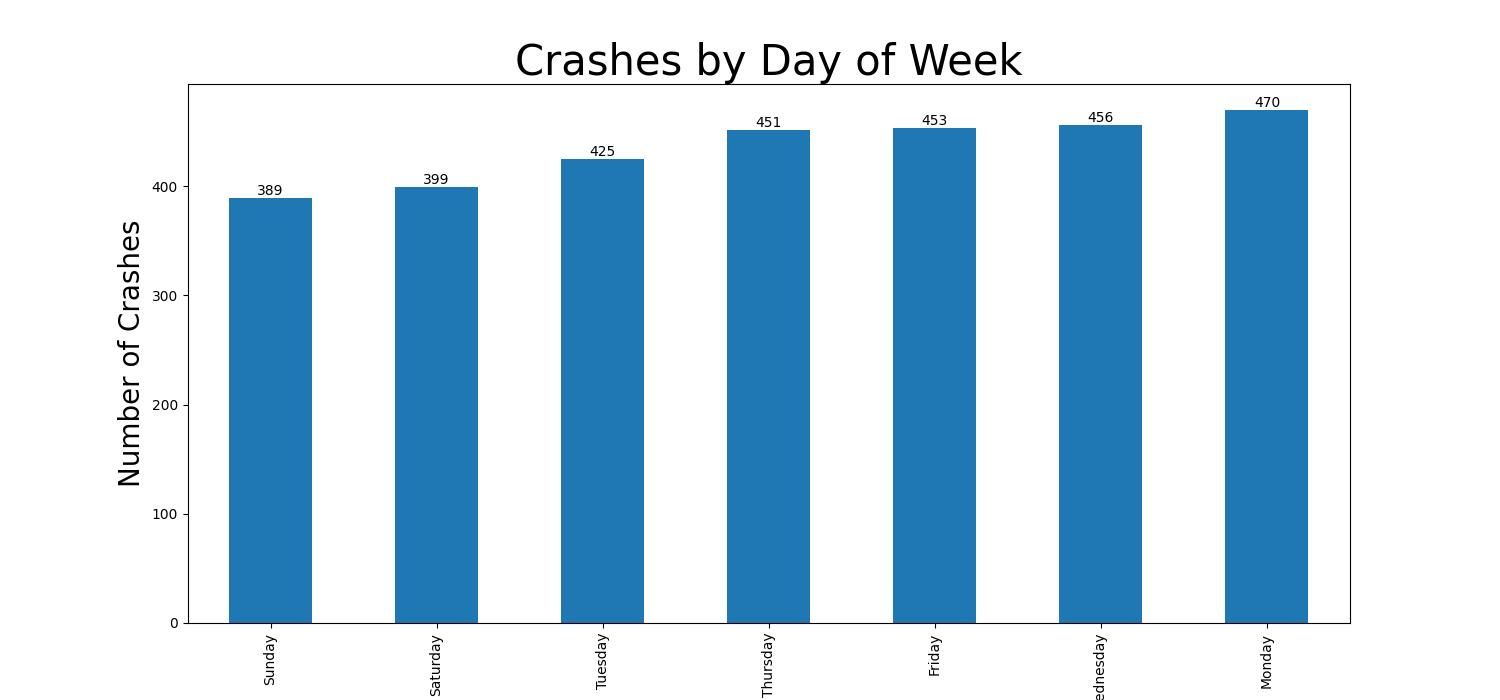 Crashes by Day of Week
Number of Crashes
400
300
200
100
0
389
399
425
451
453
456
470
Sunday
Saturday
Tuesday
Thursday
Friday
ednesday
Monday